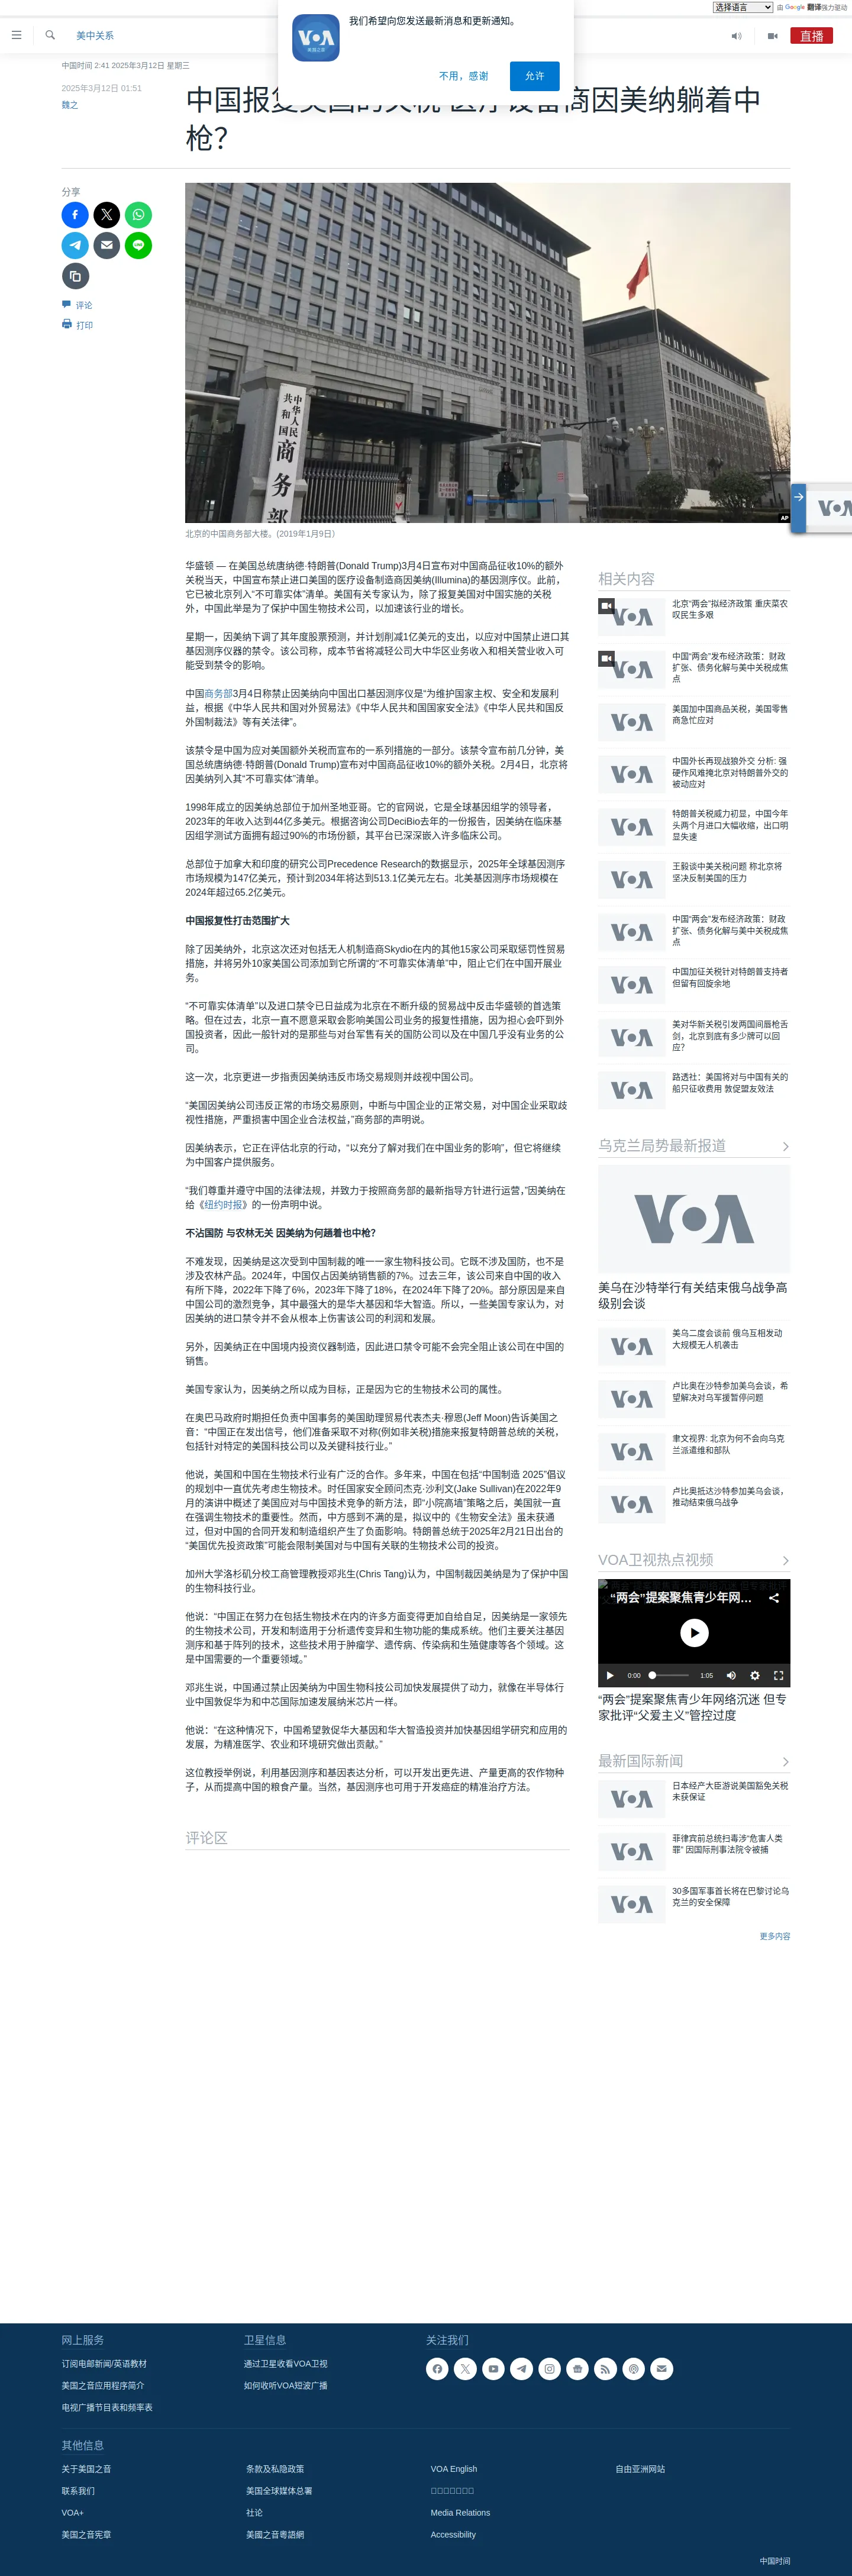 选择语言 由 Google 翻译强力驱动
我们希望向您发送最新消息和更新通知。
不用，感谢
允许
美中关系
直播
中国时间 2:41 2025年3月12日 星期三
2025年3月12日 01:51
魏之
枪？
分享
评论
打印
中华人民
共和国
商务部
AP
北京的中国商务部大楼。(2019年1月9日)
华盛顿 — 在美国总统唐纳德·特朗普(Donald Trump)3月4日宣布对中国商品征收10%的额外
关税当天，中国宣布禁止进口美国的医疗设备制造商因美纳(Illumina)的基因测序仪。此前，
它已被北京列入“不可靠实体”清单。美国有关专家认为，除了报复美国对中国实施的关税
外，中国此举是为了保护中国生物技术公司，以加速该行业的增长。
星期一，因美纳下调了其年度股票预测，并计划削减1亿美元的支出，以应对中国禁止进口其
基因测序仪器的禁令。该公司称，成本节省将减轻公司大中华区业务收入和相关营业收入可
能受到禁令的影响。
中国商务部3月4日称禁止因美纳向中国出口基因测序仪是“为维护国家主权、安全和发展利
益，根据《中华人民共和国对外贸易法》《中华人民共和国国家安全法》《中华人民共和国反
外国制裁法》等有关法律”。
该禁令是中国为应对美国额外关税而宣布的一系列措施的一部分。该禁令宣布前几分钟，美
国总统唐纳德·特朗普(Donald Trump)宣布对中国商品征收10%的额外关税。2月4日，北京将
因美纳列入其“不可靠实体”清单。
1998年成立的因美纳总部位于加州圣地亚哥。它的官网说，它是全球基因组学的领导者，
2023年的年收入达到44亿多美元。根据咨询公司DeciBio去年的一份报告，因美纳在临床基
因组学测试方面拥有超过90%的市场份额，其平台已深深嵌入许多临床公司。
总部位于加拿大和印度的研究公司Precedence Research的数据显示，2025年全球基因测序
市场规模为147亿美元，预计到2034年将达到513.1亿美元左右。北美基因测序市场规模在
2024年超过65.2亿美元。
中国报复性打击范围扩大
除了因美纳外，北京这次还对包括无人机制造商Skydio在内的其他15家公司采取惩罚性贸易
措施，并将另外10家美国公司添加到它所谓的“不可靠实体清单”中，阻止它们在中国开展业
务。
“不可靠实体清单”以及进口禁令已日益成为北京在不断升级的贸易战中反击华盛顿的首选策
略。但在过去，北京一直不愿意采取会影响美国公司业务的报复性措施，因为担心会吓到外
国投资者，因此一般针对的是那些与对台军售有关的国防公司以及在中国几乎没有业务的公
司。
这一次，北京更进一步指责因美纳违反市场交易规则并歧视中国公司。
“美国因美纳公司违反正常的市场交易原则，中断与中国企业的正常交易，对中国企业采取歧
视性措施，严重损害中国企业合法权益，”商务部的声明说。
因美纳表示，它正在评估北京的行动，“以充分了解对我们在中国业务的影响”，但它将继续
为中国客户提供服务。
“我们尊重并遵守中国的法律法规，并致力于按照商务部的最新指导方针进行运营，”因美纳在
给《纽约时报》的一份声明中说。
不沾国防 与农林无关 因美纳为何趟着也中枪？
不难发现，因美纳是这次受到中国制裁的唯一一家生物科技公司。它既不涉及国防，也不是
涉及农林产品。2024年，中国仅占因美纳销售额的7%。过去三年，该公司来自中国的收入
有所下降，2022年下降了6%，2023年下降了18%，在2024年下降了20%。部分原因是来自
中国公司的激烈竞争，其中最强大的是华大基因和华大智造。所以，一些美国专家认为，对
因美纳的进口禁令并不会从根本上伤害该公司的利润和发展。
另外，因美纳正在中国境内投资仪器制造，因此进口禁令可能不会完全阻止该公司在中国的
销售。
美国专家认为，因美纳之所以成为目标，正是因为它的生物技术公司的属性。
在奥巴马政府时期担任负责中国事务的美国助理贸易代表杰夫·穆恩(Jeff Moon)告诉美国之
音：“中国正在发出信号，他们准备采取不对称(例如非关税)措施来报复特朗普总统的关税，
包括针对特定的美国科技公司以及关键科技行业。”
他说，美国和中国在生物技术行业有广泛的合作。多年来，中国在包括“中国制造 2025”倡议
的规划中一直优先考虑生物技术。时任国家安全顾问杰克·沙利文(Jake Sullivan)在2022年9
月的演讲中概述了美国应对与中国技术竞争的新方法，即“小院高墙”策略之后，美国就一直
在强调生物技术的重要性。然而，中方感到不满的是，拟议中的《生物安全法》虽未获通
过，但对中国的合同开发和制造组织产生了负面影响。特朗普总统于2025年2月21日出台的
“美国优先投资政策”可能会限制美国对与中国有关联的生物技术公司的投资。
加州大学洛杉矶分校工商管理教授邓兆生(Chris Tang)认为，中国制裁因美纳是为了保护中国
的生物科技行业。
他说：“中国正在努力在包括生物技术在内的许多方面变得更加自给自足，因美纳是一家领先
的生物技术公司，开发和制造用于分析遗传变异和生物功能的集成系统。他们主要关注基因
测序和基于阵列的技术，这些技术用于肿瘤学、遗传病、传染病和生殖健康等各个领域。这
是中国需要的一个重要领域。”
邓兆生说，中国通过禁止因美纳为中国生物科技公司加快发展提供了动力，就像在半导体行
业中国敦促华为和中芯国际加速发展纳米芯片一样。
他说：“在这种情况下，中国希望敦促华大基因和华大智造投资并加快基因组学研究和应用的
发展，为精准医学、农业和环境研究做出贡献。”
这位教授举例说，利用基因测序和基因表达分析，可以开发出更先进、产量更高的农作物种
子，从而提高中国的粮食产量。当然，基因测序也可用于开发癌症的精准治疗方法。
评论区
相关内容
北京“两会”拟经济政策 重庆菜农
叹民生多艰
中国“两会”发布经济政策：财政
扩张、债务化解与美中关税成焦
点
美国加中国商品关税，美国零售
商急忙应对
中国外长再现战狼外交 分析: 强
硬作风难掩北京对特朗普外交的
被动应对
特朗普关税威力初显，中国今年
头两个月进口大幅收缩，出口明
显失速
王毅谈中美关税问题 称北京将
坚决反制美国的压力
中国“两会”发布经济政策：财政
扩张、债务化解与美中关税成焦
点
中国加征关税针对特朗普支持者
但留有回旋余地
美对华新关税引发两国间唇枪舌
剑，北京到底有多少牌可以回
应？
路透社：美国将对与中国有关的
船只征收费用 敦促盟友效法
乌克兰局势最新报道
VOA
美乌在沙特举行有关结束俄乌战争高
级别会谈
美乌二度会谈前 俄乌互相发动
大规模无人机袭击
卢比奥在沙特参加美乌会谈，希
望解决对乌军援暂停问题
聿文视界: 北京为何不会向乌克
兰派遣维和部队
卢比奥抵达沙特参加美乌会谈，
推动结束俄乌战争
VOA卫视热点视频
“两会”提案聚焦青少年网…
0:00
1:05
“两会”提案聚焦青少年网络沉迷 但专
家批评“父爱主义”管控过度
最新国际新闻
日本经产大臣游说美国豁免关税
未获保证
菲律宾前总统扫毒涉“危害人类
罪” 因国际刑事法院令被捕
30多国军事首长将在巴黎讨论乌
克兰的安全保障
更多内容
网上服务
订阅电邮新闻/英语教材
美国之音应用程序简介
电视广播节目表和频率表
卫星信息
通过卫星收看VOA卫视
如何收听VOA短波广播
关注我们
其他信息
关于美国之音
联系我们
VOA+
美国之音宪章
条款及私隐政策
美国全球媒体总署
社论
美國之音粵語網
VOA English
Media Relations
Accessibility
自由亚洲网站
中国时间